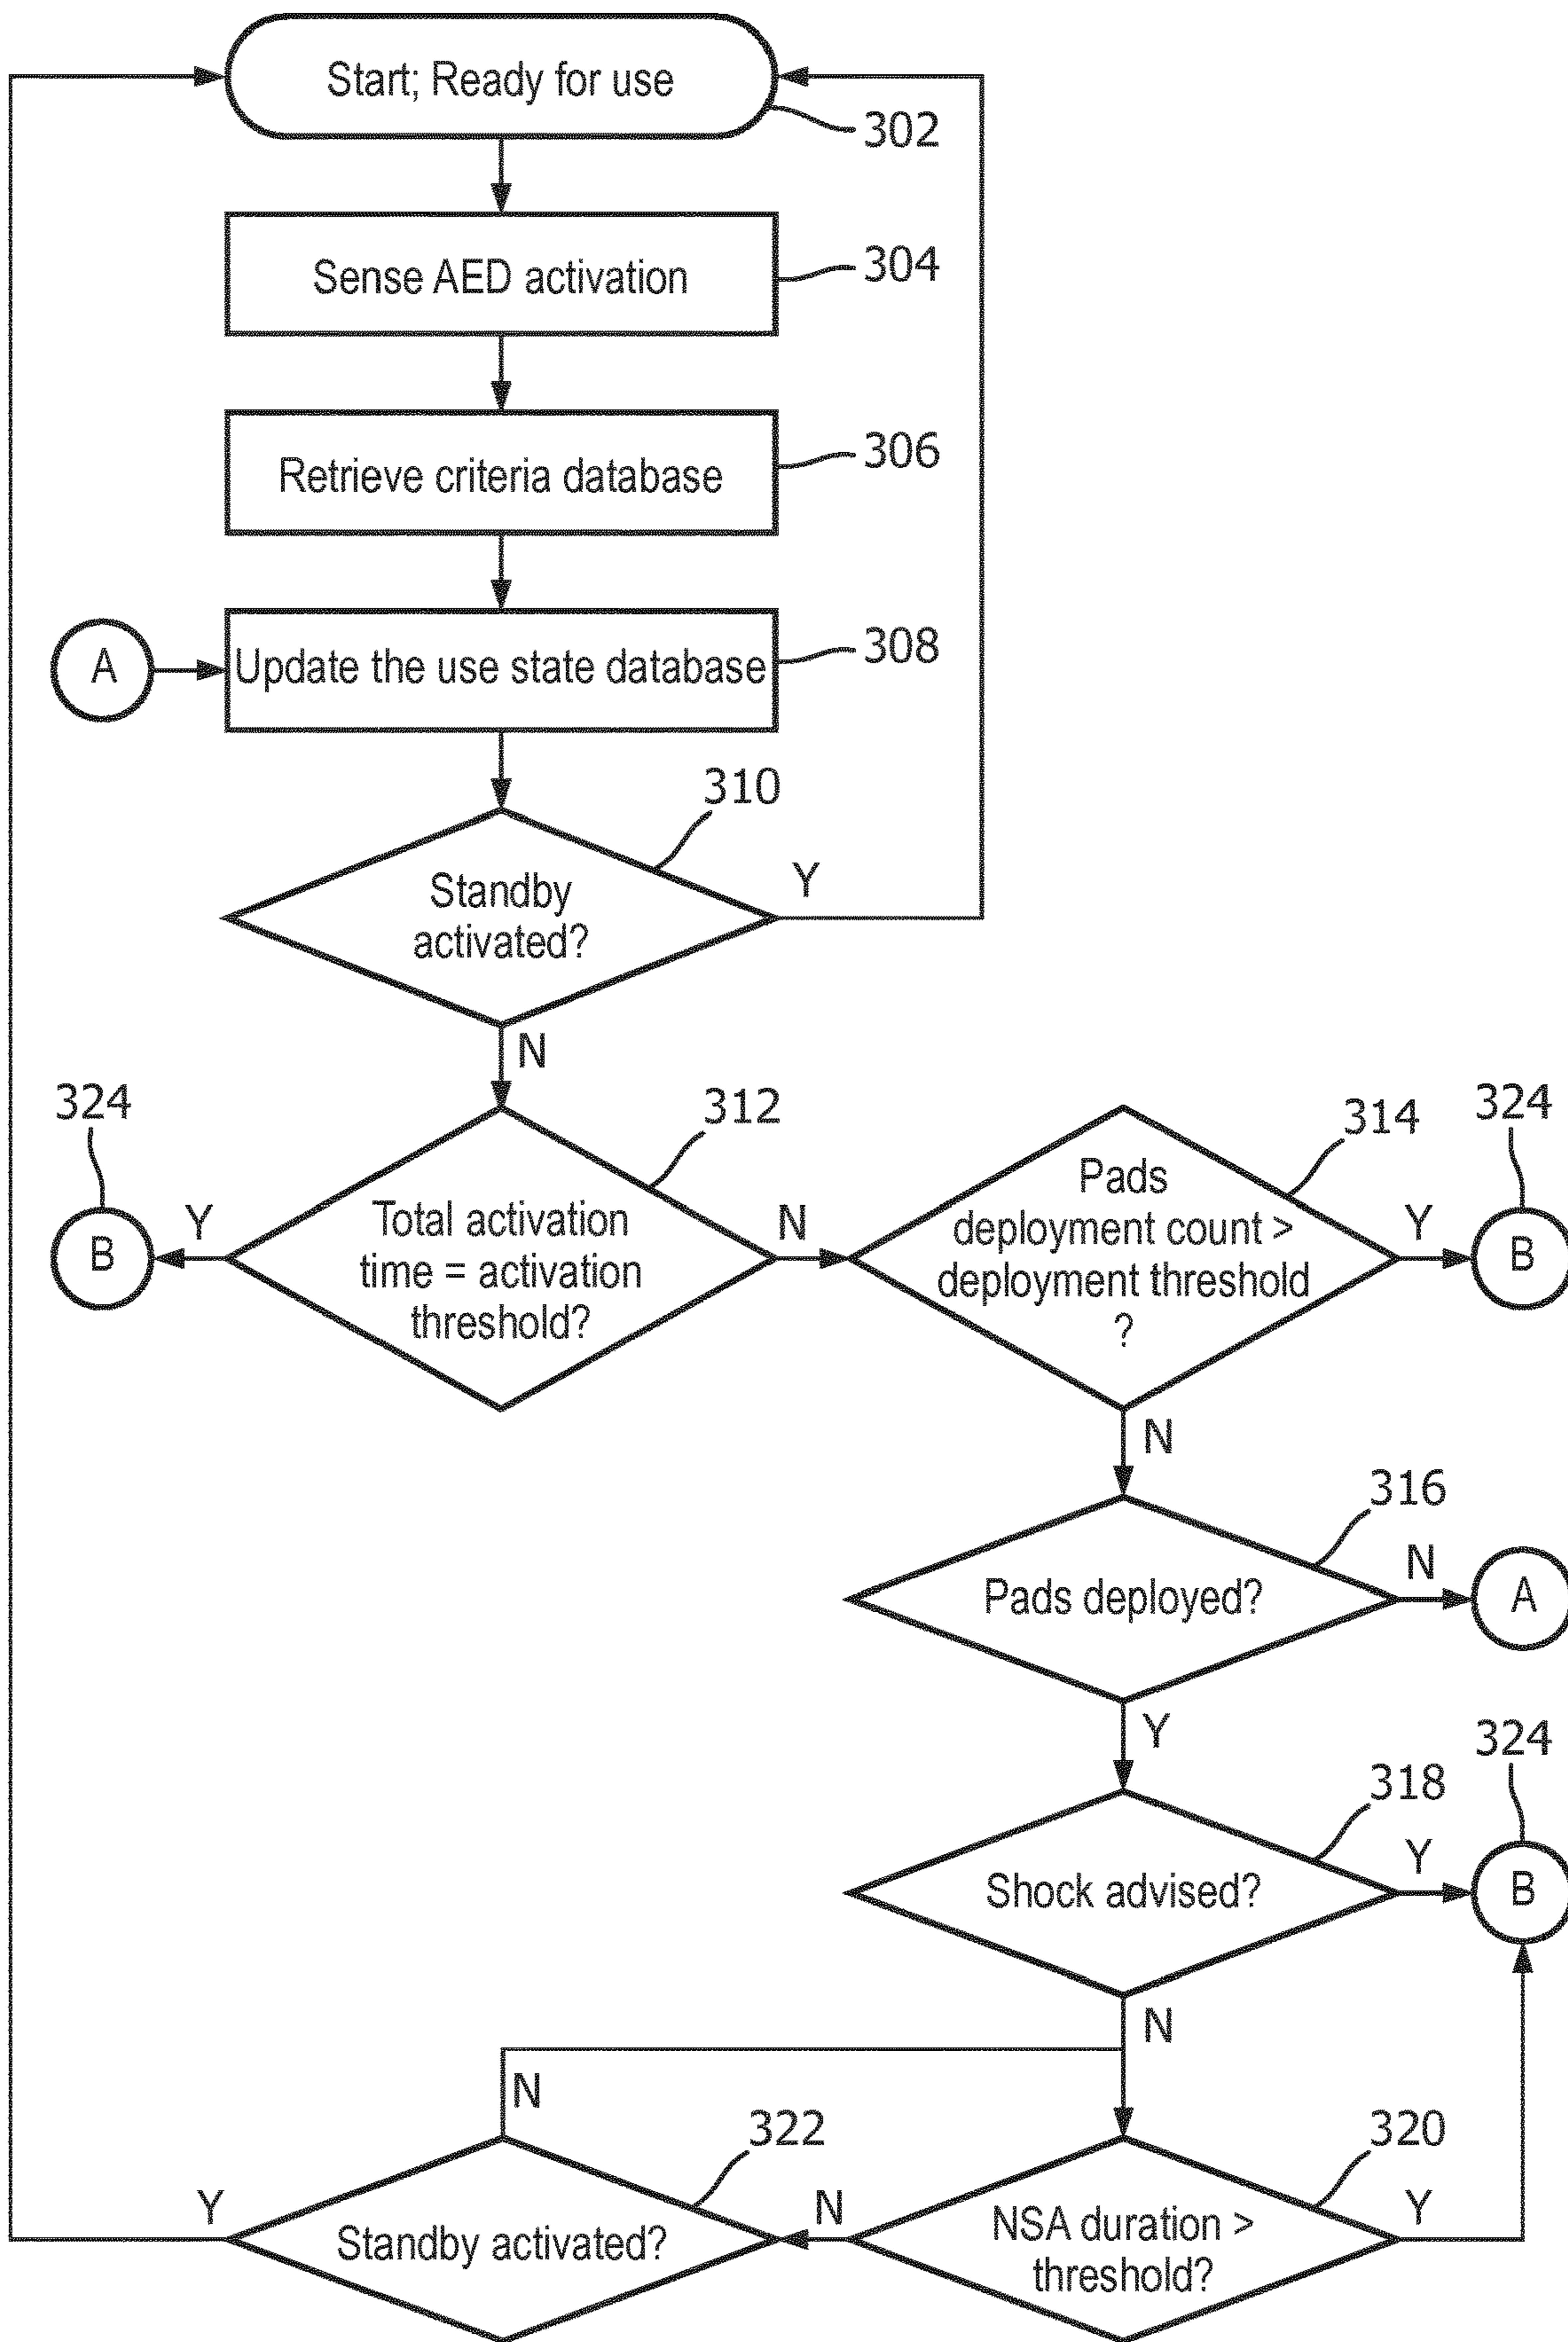 Start; Ready for use
302
Sense AED activation
304
Retrieve criteria database
306
A
Update the use state database
308
310
Standby
activated?
Y
N
324
B
Y
312
Total activation
time = activation
threshold?
N
314
Pads
deployment count >
deployment threshold
?
Y
324
B
N
316
Pads deployed?
N
A
Y
318
Shock advised?
Y
324
B
N
N
322
Standby activated?
Y
N
320
NSA duration >
threshold?
Y